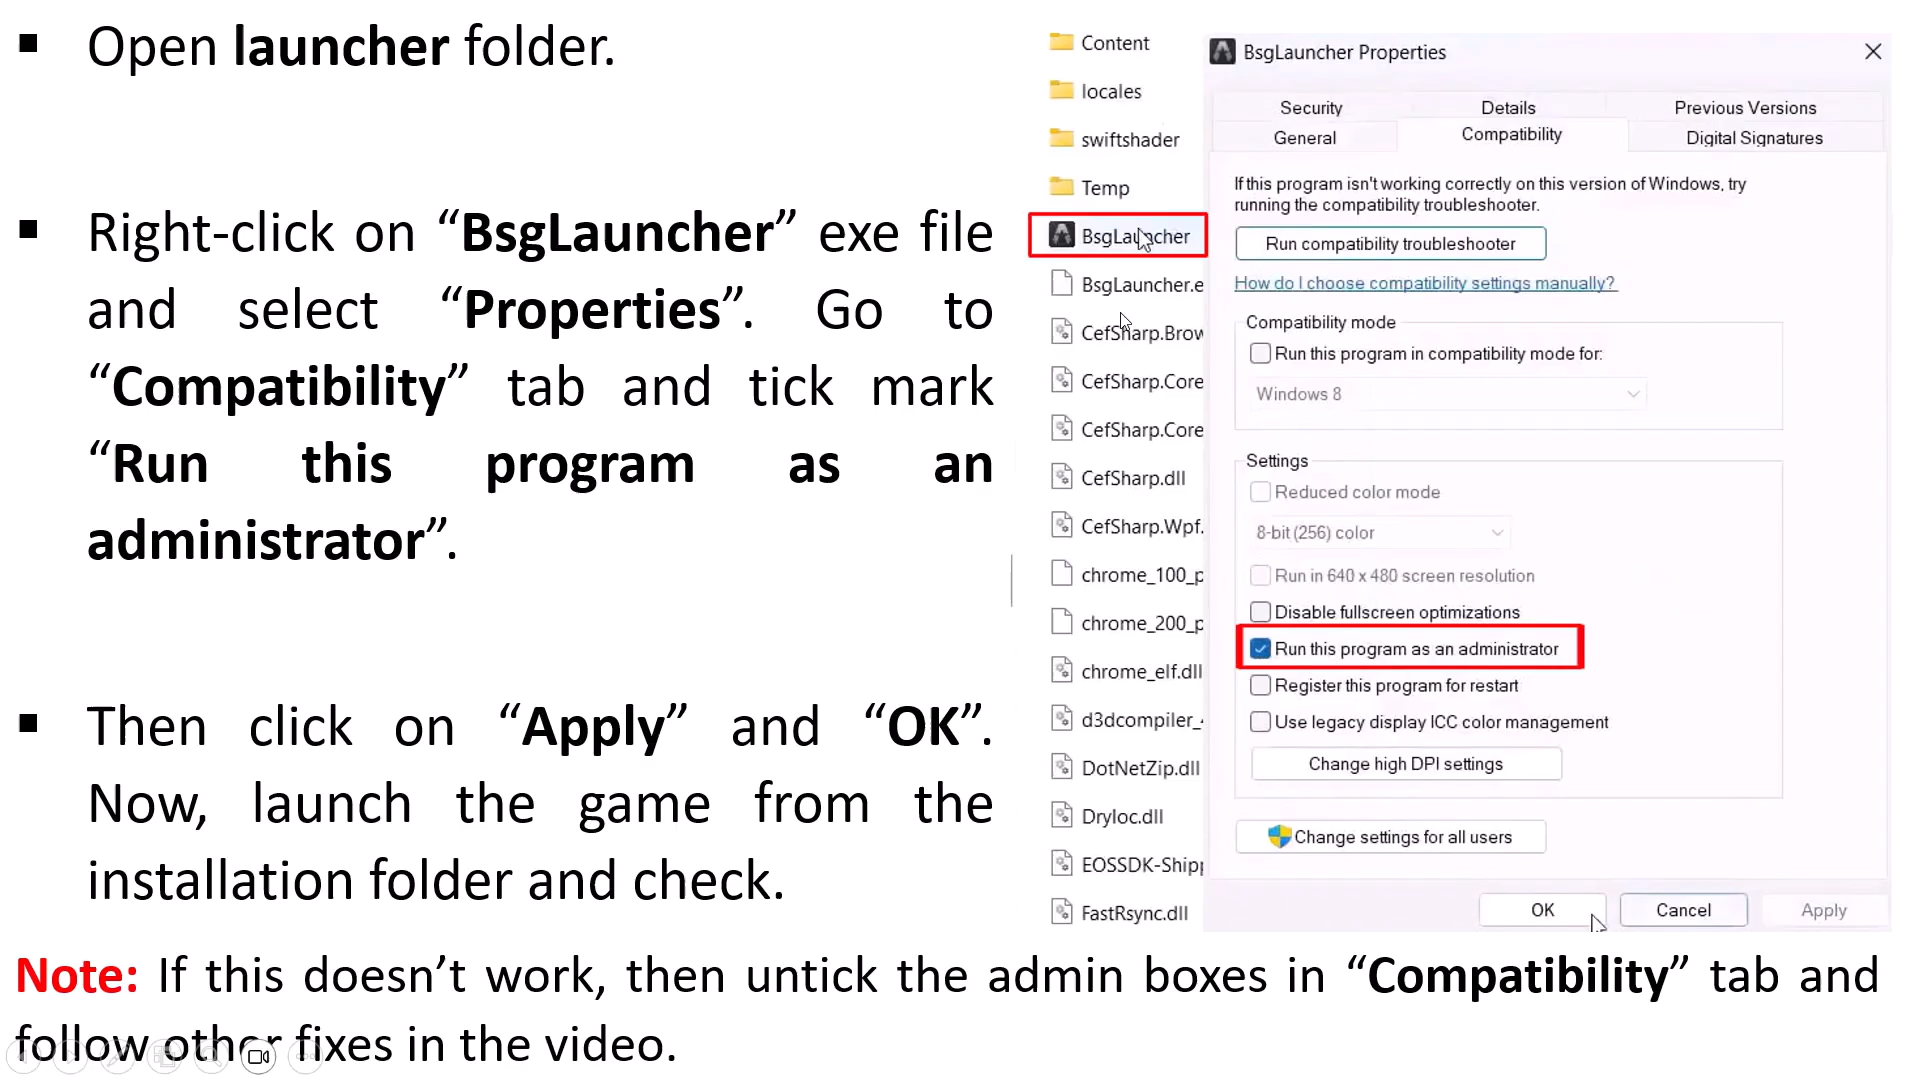 ▪ Open launcher folder.
▪ Right-click on “BsgLauncher” exe file
and select “Properties”. Go to
“Compatibility” tab and tick mark
“Run this program as an
administrator”.
▪ Then click on “Apply” and “OK”.
Now, launch the game from the
installation folder and check.
Content
locales
swiftshader
Temp
BsgLauncher
BsgLauncher.e
CefSharp.Brow
CefSharp.Core
CefSharp.Core
CefSharp.dll
CefSharp.Wpf.
chrome_100_p
chrome_200_p
chrome_elf.dll
d3dcompiler_4
DotNetZip.dll
DryIoc.dll
EOSSDK-Shipp
FastRsync.dll
BsgLauncher Properties
Security Details Previous Versions
General Compatibility Digital Signatures
If this program isn't working correctly on this version of Windows, try
running the compatibility troubleshooter.
Run compatibility troubleshooter
How do I choose compatibility settings manually?
Compatibility mode
Run this program in compatibility mode for:
Windows 8
Settings
Reduced color mode
8-bit (256) color
Run in 640 x 480 screen resolution
Disable fullscreen optimizations
Run this program as an administrator
Register this program for restart
Use legacy display ICC color management
Change high DPI settings
Change settings for all users
OK Cancel Apply
Note: If this doesn’t work, then untick the admin boxes in “Compatibility” tab and
follow other fixes in the video.